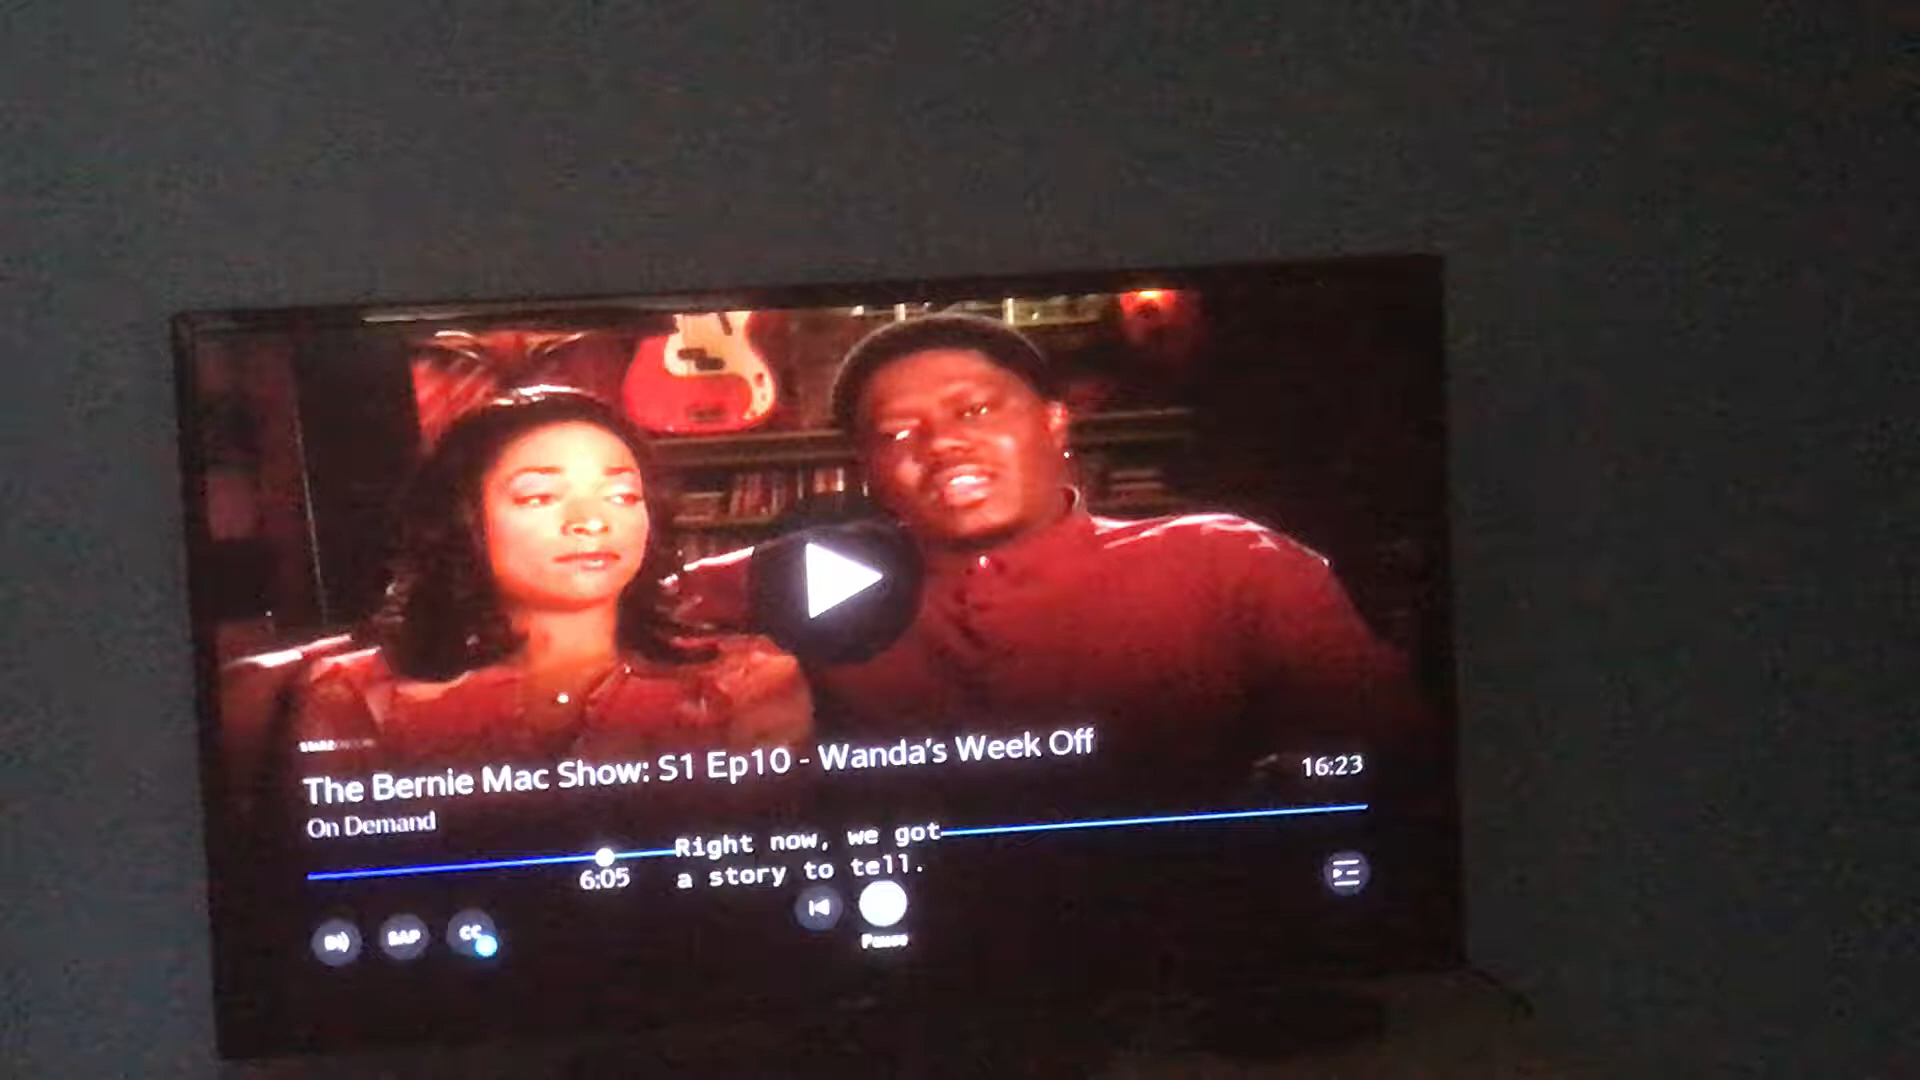 The Bernie Mac Show: S1 Ep10 - Wanda's Week Off
16:23
On Demand
Right now, we got
a story to tell.
6:05
SAP
CC
Pause